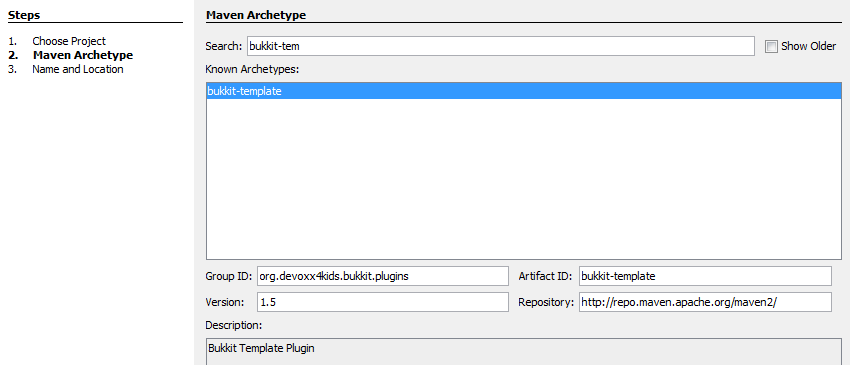 Steps
1. Choose Project
2. Maven Archetype
3. Name and Location
Maven Archetype
Search: bukkit-tem Show Older
Known Archetypes:
bukkit-template
Group ID: org.devoxx4kids.bukkit.plugins Artifact ID: bukkit-template
Version: 1.5 Repository: http://repo.maven.apache.org/maven2/
Description:
Bukkit Template Plugin